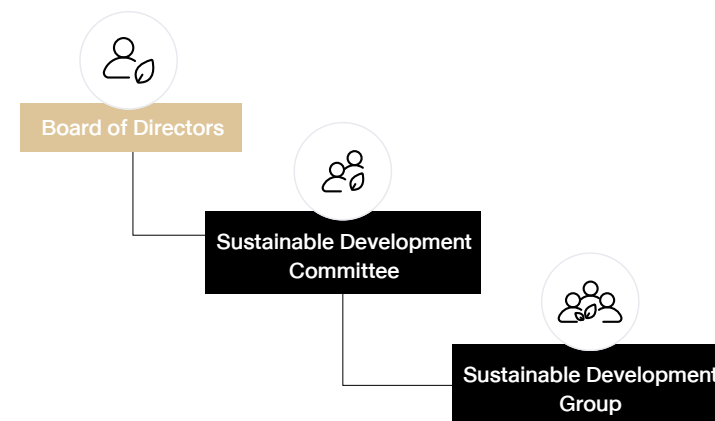 Board of Directors
Sustainable Development
Committee
Sustainable Development
Group